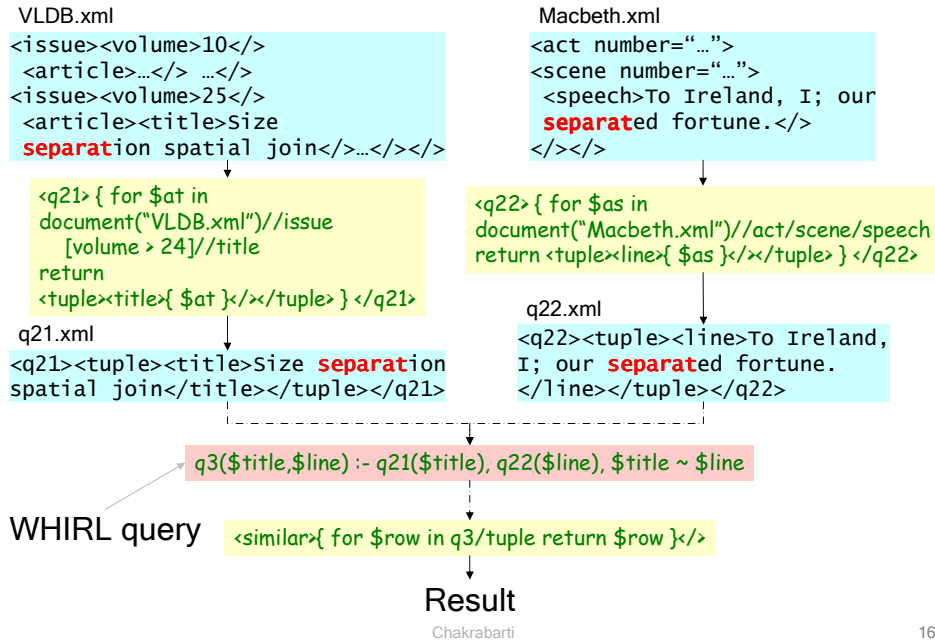 VLDB.xml
<issue><volume>10</>
<article>…</> …</>
<issue><volume>25</>
<article><title>Size
separation spatial join</>…</></>
Macbeth.xml
<act number=“…”>
<scene number=“…”>
<speech>To Ireland, I; our
separated fortune.</>
</></>
<q21> { for $at in
document(“VLDB.xml”)//issue
[volume > 24]//title
return
<tuple><title>{ $at }</></tuple> } </q21>
<q22> { for $as in
document(“Macbeth.xml”)//act/scene/speech
return <tuple><line>{ $as }</></tuple> } </q22>
q21.xml
<q21><tuple><title>Size separation
spatial join</title></tuple></q21>
q22.xml
<q22><tuple><line>To Ireland,
I; our separated fortune.
</line></tuple></q22>
q3($title,$line) :- q21($title), q22($line), $title ~ $line
WHIRL query
<similar>{ for $row in q3/tuple return $row }</>
Result
Chakrabarti
16